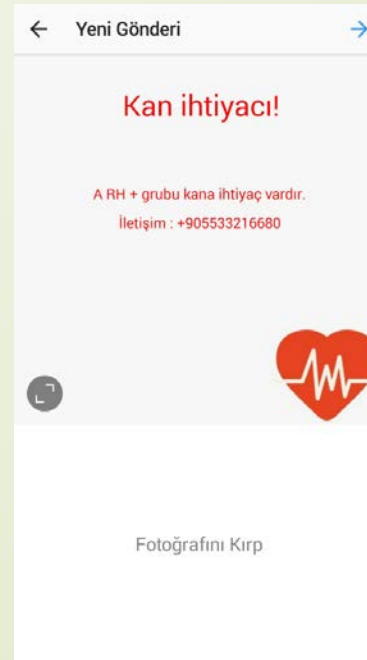 Yeni Gönderi
Kan ihtiyacı!
A RH + grubu kana ihtiyaç vardır.
İletişim : +905533216680
Fotoğrafını Kırp